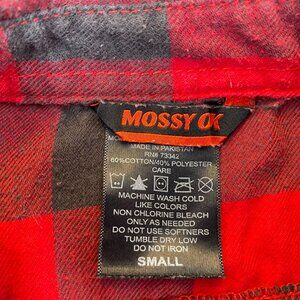 MOSSY OK
MADE IN PAKISTAN
RN# 73342
60%COTTON/40% POLYESTER
CARE
MACHINE WASH COLD
LIKE COLORS
NON CHLORINE BLEACH
ONLY AS NEEDED
DO NOT USE SOFTNERS
TUMBLE DRY LOW
DO NOT IRON
SMALL